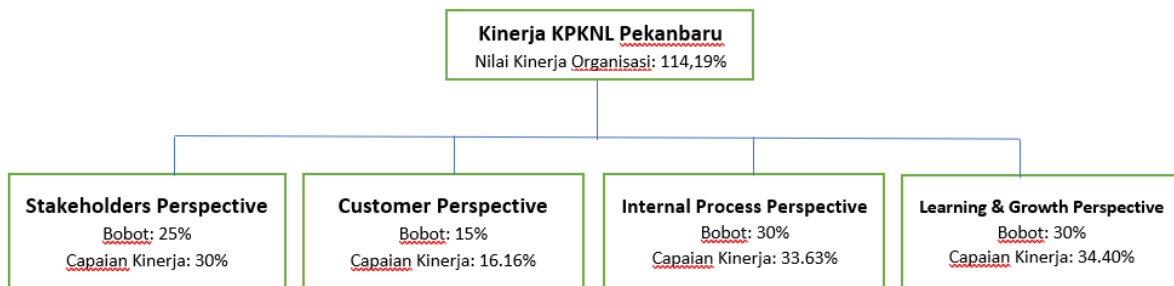 Kinerja KPKNL Pekanbaru
Nilai Kinerja Organisasi: 114,19%
Stakeholders Perspective
Bobot: 25%
Capaian Kinerja: 30%
Customer Perspective
Bobot: 15%
Capaian Kinerja: 16.16%
Internal Process Perspective
Bobot: 30%
Capaian Kinerja: 33.63%
Learning & Growth Perspective
Bobot: 30%
Capaian Kinerja: 34.40%